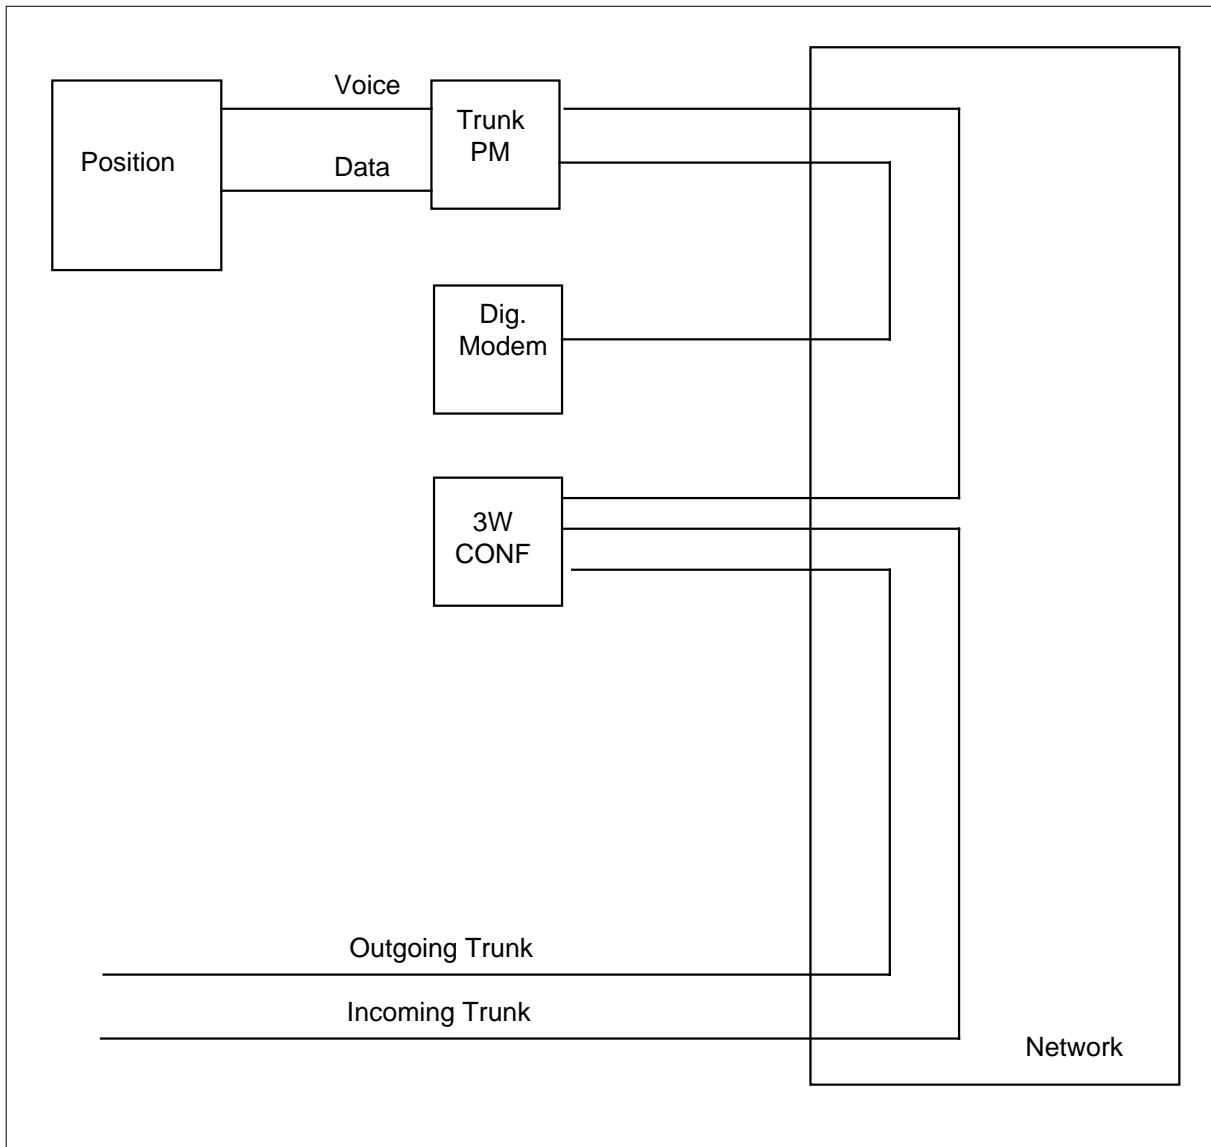 Voice
Position
Data
Trunk
PM
Dig.
Modem
3W
CONF
Outgoing Trunk
Incoming Trunk
Network